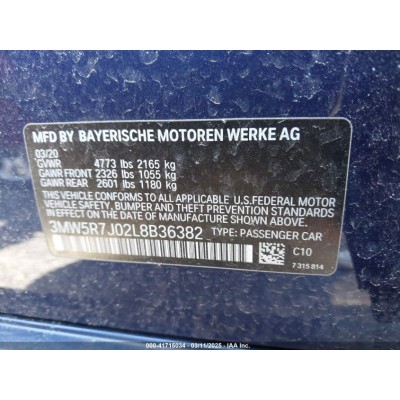 MFD BY BAYERISCHE MOTOREN WERKE AG
03/20
GVWR 4773 lbs 2165 kg
GAWR FRONT 2326 lbs 1055 kg
GAWR REAR 2601 lbs 1180 kg
THIS VEHICLE CONFORMS TO ALL APPLICABLE U.S.FEDERAL MOTOR
VEHICLE SAFETY, BUMPER, AND THEFT PREVENTION STANDARDS
IN EFFECT ON THE DATE OF MANUFACTURE SHOWN ABOVE.
3MW5R7J02L8B36382 TYPE: PASSENGER CAR
C10
7 315 814
000-41715034 03/11/2025 IAA Inc.